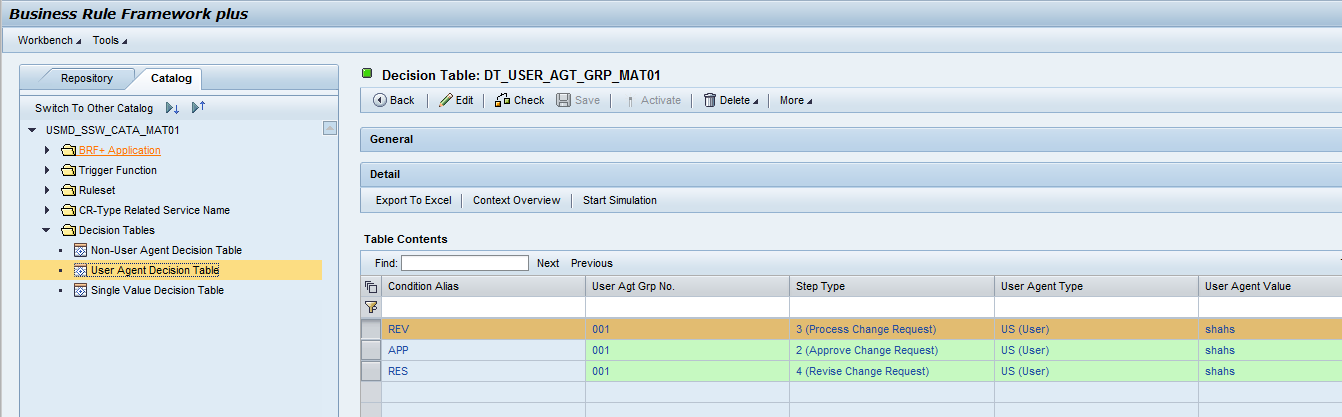 Business Rule Framework plus
Workbench Tools
Repository Catalog
Switch To Other Catalog
USMD_SSW_CATA_MAT01
BRF+ Application
Trigger Function
Ruleset
CR-Type Related Service Name
Decision Tables
Non-User Agent Decision Table
User Agent Decision Table
Single Value Decision Table
Decision Table: DT_USER_AGT_GRP_MAT01
Back Edit Check Save Activate Delete More
General
Detail
Export To Excel Context Overview Start Simulation
Table Contents
Find: Next Previous
Condition Alias User Agt Grp No. Step Type User Agent Type User Agent Value
REV 001 3 (Process Change Request) US (User) shahs
APP 001 2 (Approve Change Request) US (User) shahs
RES 001 4 (Revise Change Request) US (User) shahs